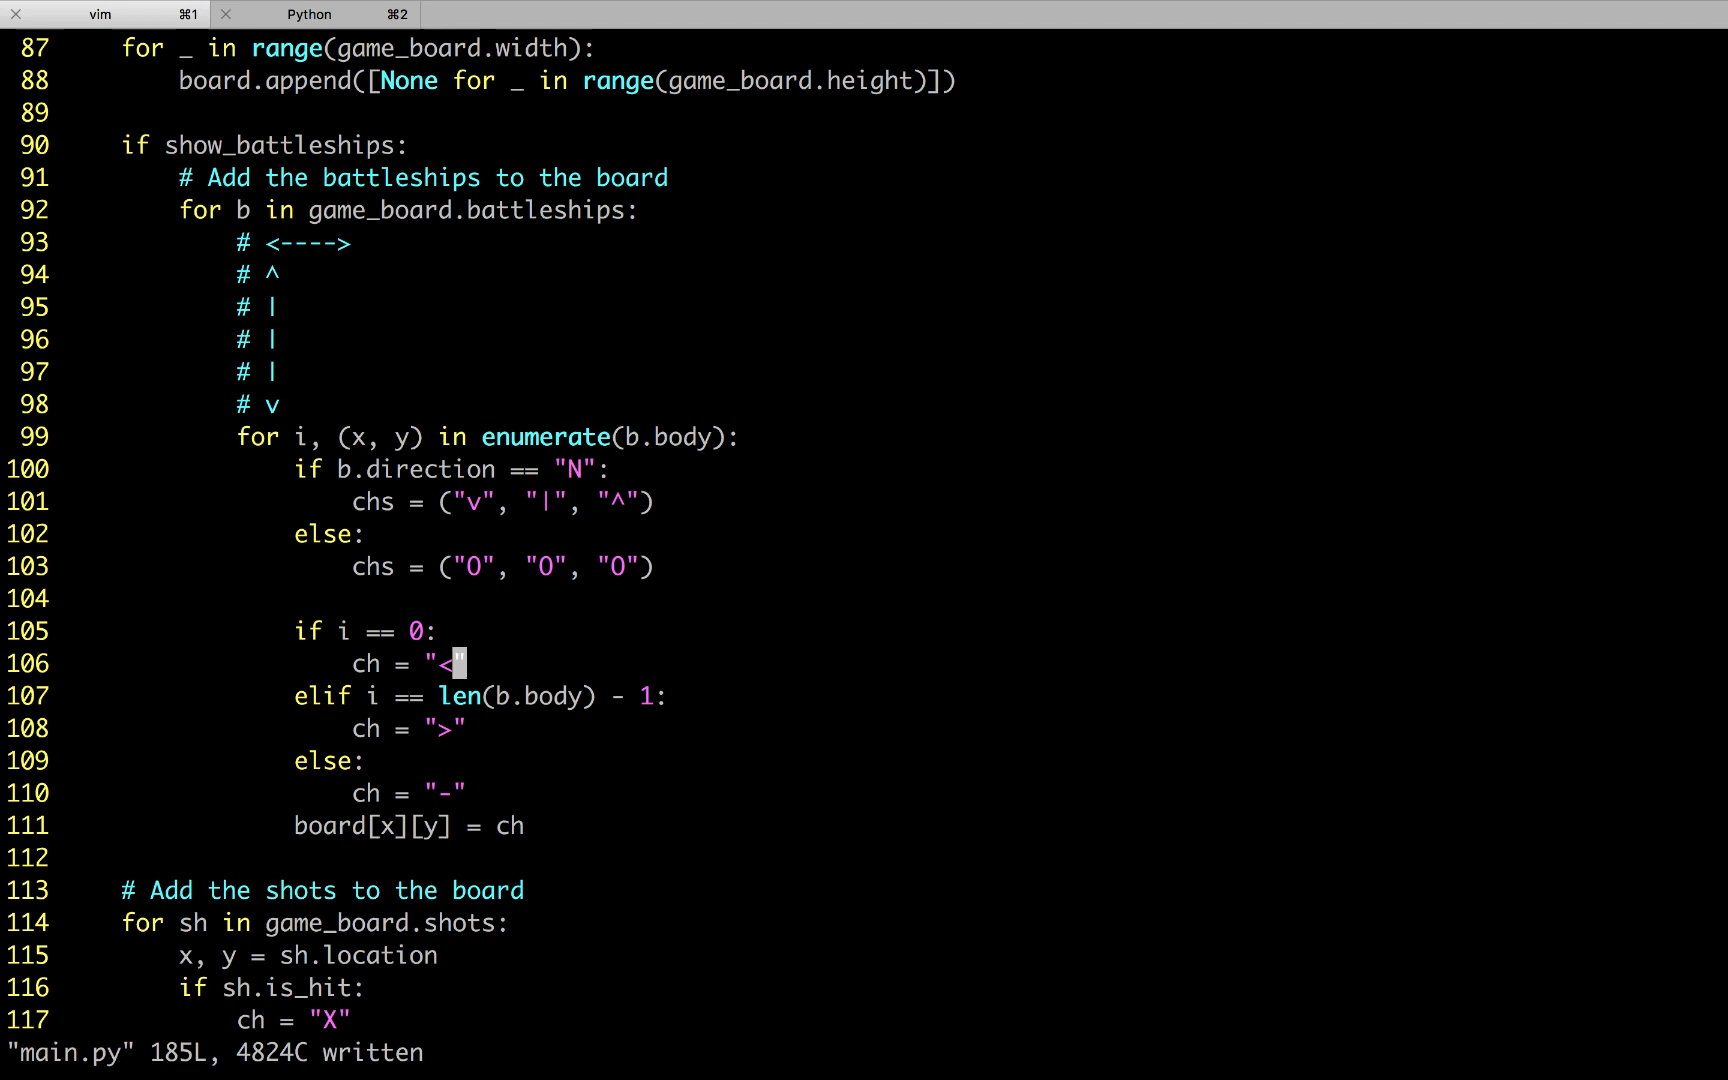 vim ⌘1 Python ⌘2
87     for _ in range(game_board.width):
88         board.append([None for _ in range(game_board.height)])
89
90     if show_battleships:
91         # Add the battleships to the board
92         for b in game_board.battleships:
93             # <---->
94             # ^
95             # |
96             # |
97             # |
98             # v
99             for i, (x, y) in enumerate(b.body):
100                 if b.direction == "N":
101                     chs = ("v", "|", "^")
102                 else:
103                     chs = ("O", "O", "O")
104
105                 if i == 0:
106                     ch = "<"
107                 elif i == len(b.body) - 1:
108                     ch = ">"
109                 else:
110                     ch = "-"
111                 board[x][y] = ch
112
113     # Add the shots to the board
114     for sh in game_board.shots:
115         x, y = sh.location
116         if sh.is_hit:
117             ch = "X"
"main.py" 185L, 4824C written